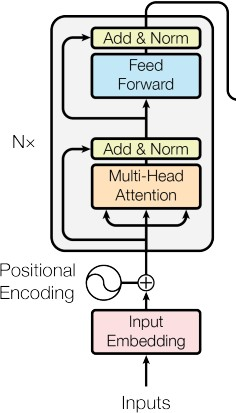 Add & Norm
Feed
Forward
N×
Add & Norm
Multi-Head
Attention
Positional
Encoding
Input
Embedding
Inputs